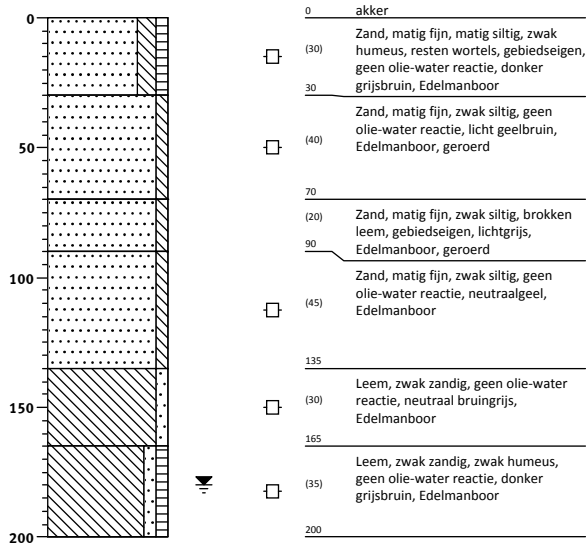 0
50
100
150
200
0 akker
(30) Zand, matig fijn, matig siltig, zwak
humeus, resten wortels, gebiedseigen,
geen olie-water reactie, donker
grijsbruin, Edelmanboor
30
(40) Zand, matig fijn, zwak siltig, geen
olie-water reactie, licht geelbruin,
Edelmanboor, geroerd
70
(20) Zand, matig fijn, zwak siltig, brokken
leem, gebiedseigen, lichtgrijs,
Edelmanboor, geroerd
90
(45) Zand, matig fijn, zwak siltig, geen
olie-water reactie, neutraalgeel,
Edelmanboor
135
(30) Leem, zwak zandig, geen olie-water
reactie, neutraal bruingrijs,
Edelmanboor
165
(35) Leem, zwak zandig, zwak humeus,
geen olie-water reactie, donker
grijsbruin, Edelmanboor
200